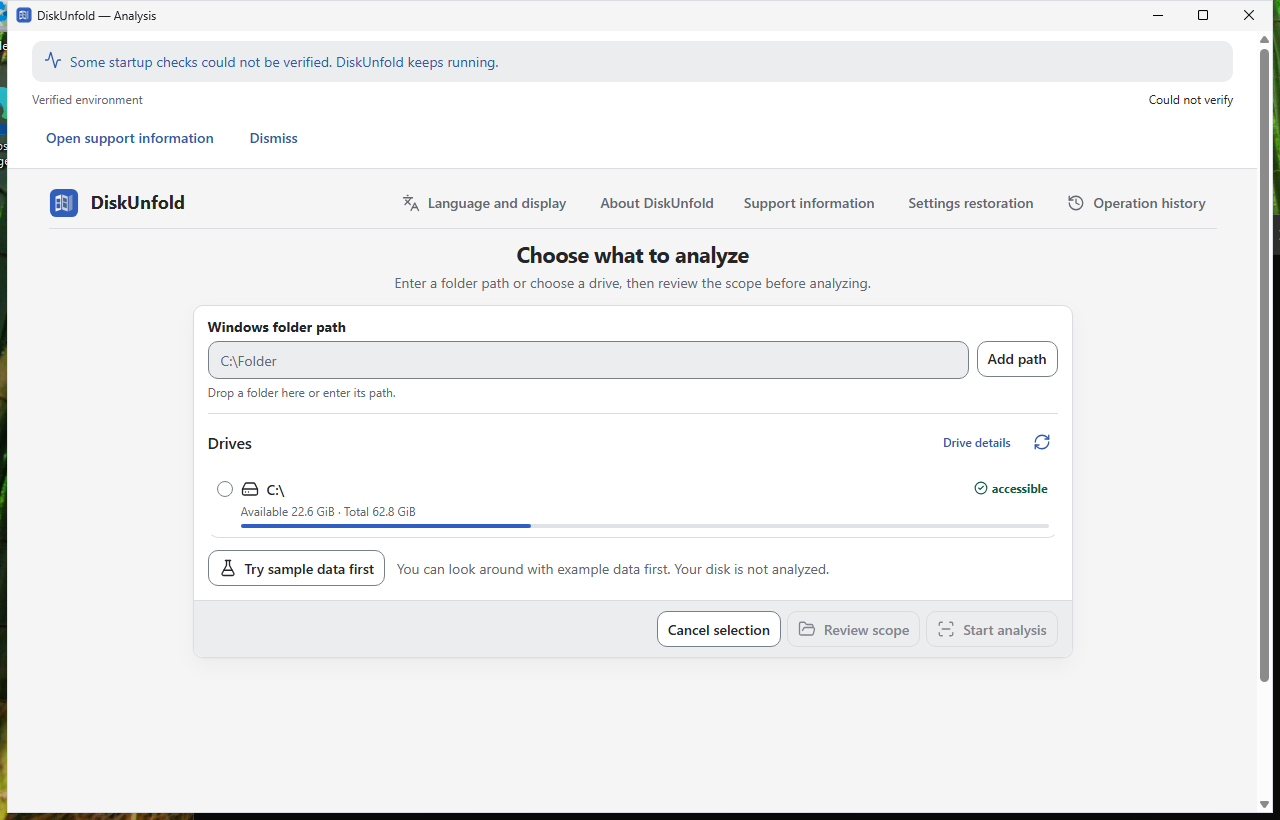 DiskUnfold — Analysis
Some startup checks could not be verified. DiskUnfold keeps running.
Verified environment
Could not verify
Open support information
Dismiss
DiskUnfold
Language and display
About DiskUnfold
Support information
Settings restoration
Operation history
Choose what to analyze
Enter a folder path or choose a drive, then review the scope before analyzing.
Windows folder path
C:\Folder
Add path
Drop a folder here or enter its path.
Drives
Drive details
C:\
accessible
Available 22.6 GiB · Total 62.8 GiB
Try sample data first
You can look around with example data first. Your disk is not analyzed.
Cancel selection
Review scope
Start analysis